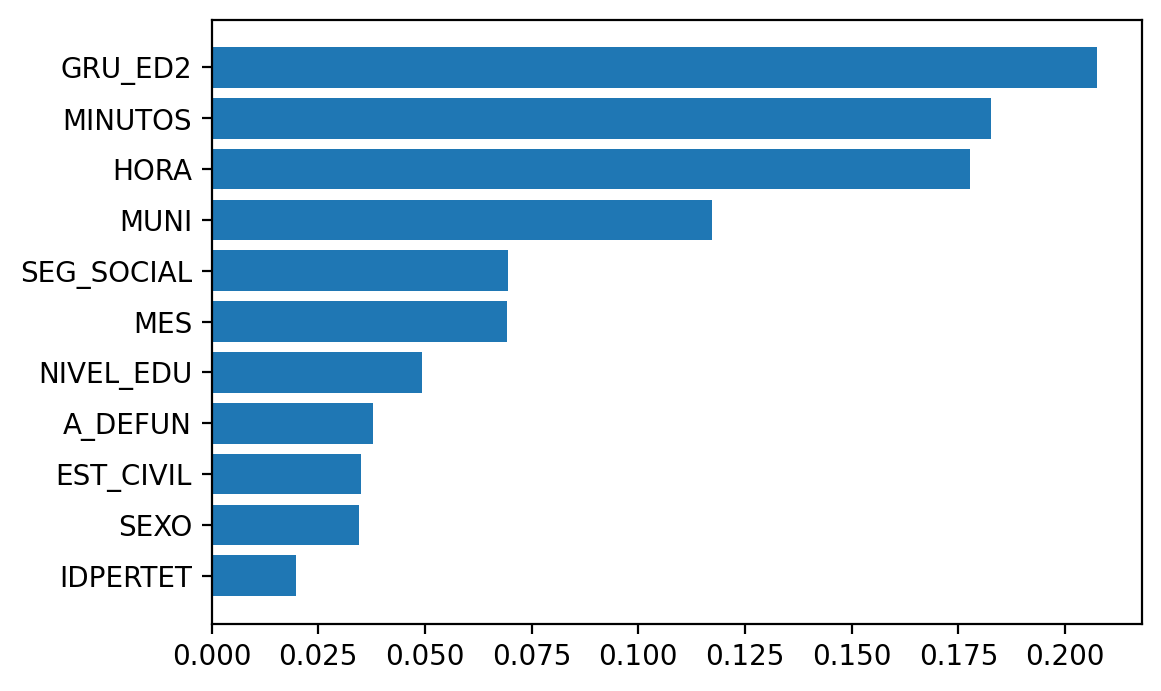 GRU_ED2
MINUTOS
HORA
MUNI
SEG_SOCIAL
MES
NIVEL_EDU
A_DEFUN
EST_CIVIL
SEXO
IDPERTET
0.000 0.025 0.050 0.075 0.100 0.125 0.150 0.175 0.200